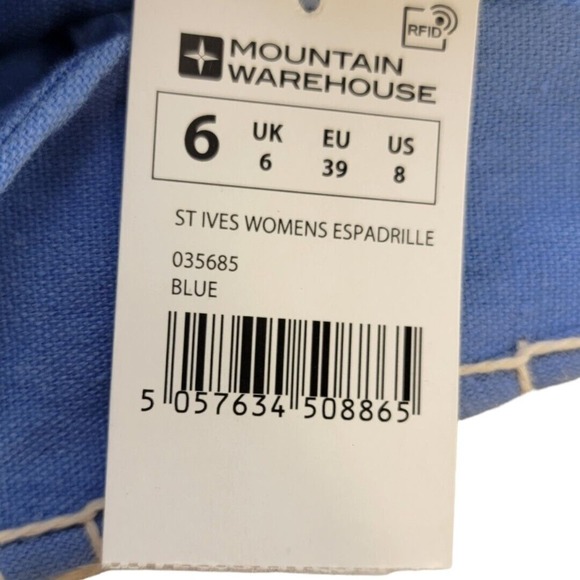 RFID
MOUNTAIN
WAREHOUSE
6 UK EU US
6 39 8
ST IVES WOMENS ESPADRILLE
035685
BLUE
5 057634 508865